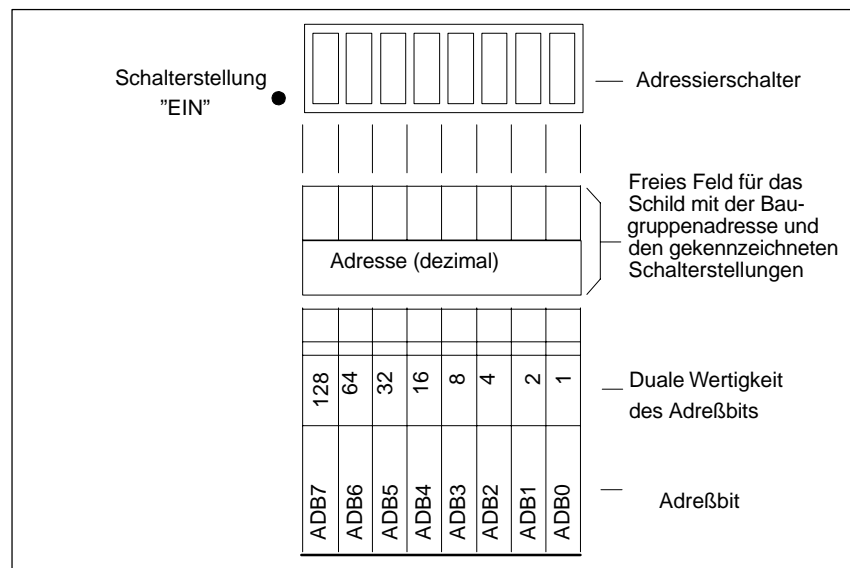 Schalterstellung
"EIN"
Adressierschalter
Freies Feld für das
Schild mit der Bau-
gruppenadresse und
den gekennzeichneten
Schalterstellungen
Adresse (dezimal)
128 64 32 16 8 4 2 1
Duale Wertigkeit
des Adreßbits
ADB7 ADB6 ADB5 ADB4 ADB3 ADB2 ADB1 ADB0
Adreßbit